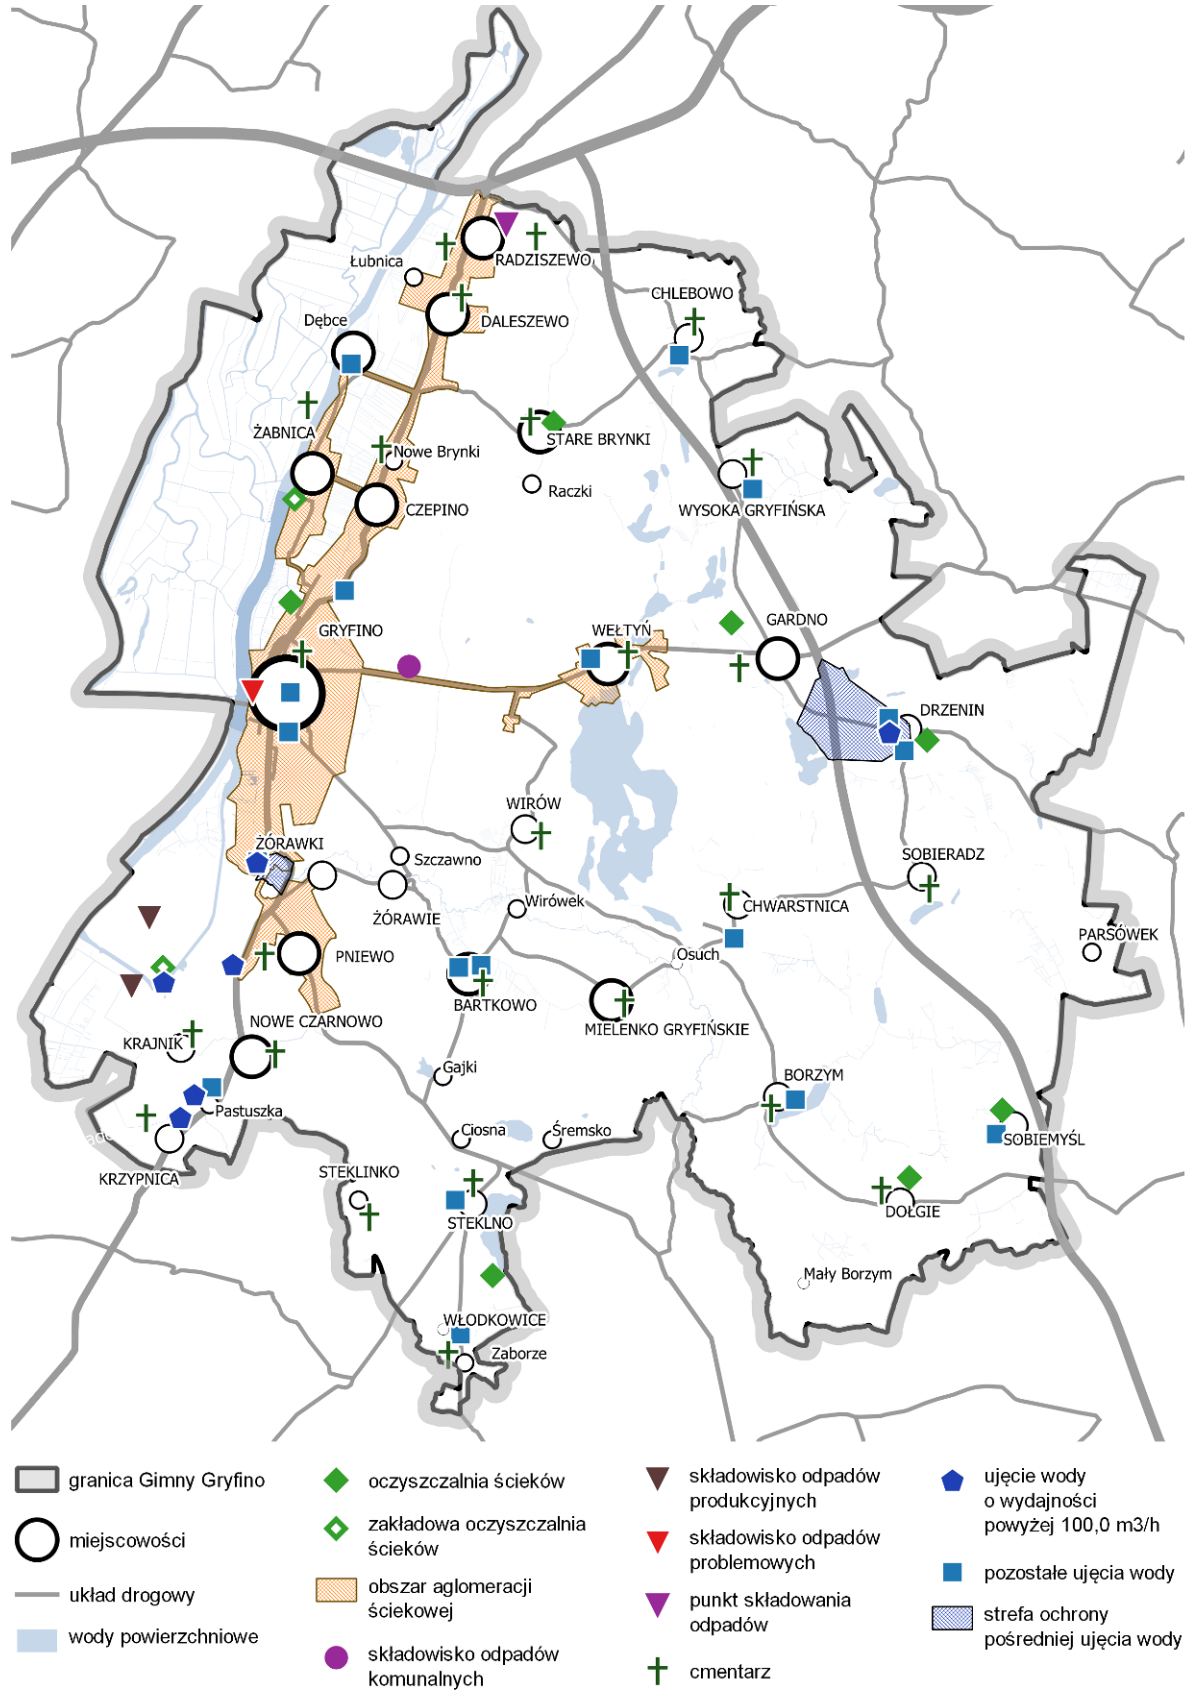 RADZISZEWO
Łubnica
CHLEBOWO
Dębce
DALESZEWO
ŻABNICA
STARE BRYNKI
Nowe Brynki
Raczki
CZEPINO
WYSOKA GRYFIŃSKA
GRYFINO
WEŁTYŃ
GARDNO
DRZENIN
WIRÓW
ŻÓRAWKI
Szczawno
SOBIERADZ
ŻÓRAWIE
Wirówek
CHWARSTNICA
PARSÓWEK
PNIEWO
Osuch
BARTKOWO
NOWE CZARNOWO
MIELENKO GRYFIŃSKIE
KRAJNIK
Gajki
BORZYM
Pastuszka
Ciosna
Śremsko
SOBIEMYŚL
KRZYPNICA
STEKLINKO
STEKLNO
DOŁGIE
Mały Borzym
WŁODKOWICE
Zaborze
granica Gimny Gryfino
miejscowości
układ drogowy
wody powierzchniowe
oczyszczalnia ścieków
zakładowa oczyszczalnia
ścieków
obszar aglomeracji
ściekowej
składowisko odpadów
komunalnych
składowisko odpadów
produkcyjnych
składowisko odpadów
problemowych
punkt składowania
odpadów
cmentarz
ujęcie wody
o wydajności
powyżej 100,0 m3/h
pozostałe ujęcia wody
strefa ochrony
pośredniej ujęcia wody